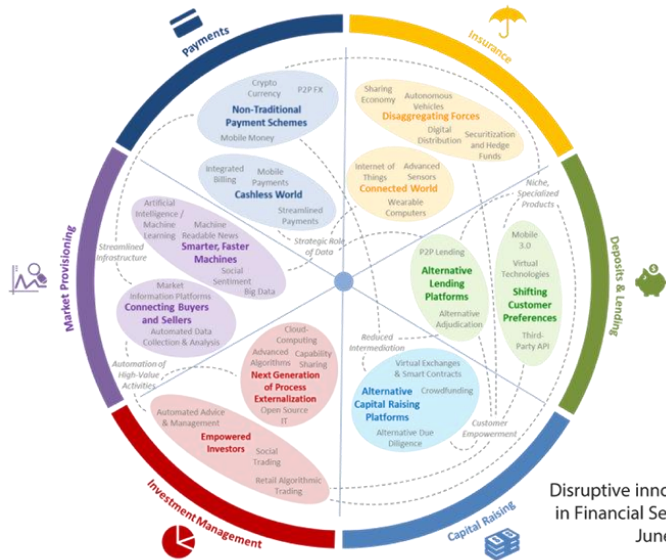 Payments
Insurance
Deposits & Lending
Capital Raising
Investment Management
Market Provisioning
Crypto
Currency
P2P FX
Non-Traditional
Payment Schemes
Mobile Money
Integrated
Billing
Mobile
Payments
Cashless World
Streamlined Payments
Sharing
Economy
Autonomous
Vehicles
Disaggregating Forces
Digital
Distribution
Securitization
and Hedge
Funds
Internet of
Things
Advanced
Sensors
Connected World
Wearable
Computers
Niche,
Specialized
Products
Artificial
Intelligence /
Machine
Learning
Machine
Readable News
Smarter, Faster
Machines
Social
Sentiment
Big Data
Streamlined
Infrastructure
Strategic Role
of Data
Market
Information Platforms
Connecting Buyers
and Sellers
Automated Data
Collection & Analysis
Automation of
High-Value
Activities
P2P Lending
Alternative
Lending
Platforms
Alternative
Adjudication
Mobile
3.0
Virtual
Technologies
Shifting
Customer
Preferences
Third-
Party API
Reduced
Intermediation
Cloud-
Computing
Advanced
Algorithms
Capability
Sharing
Next Generation
of Process
Externalization
Open Source
IT
Automated Advice
& Management
Empowered
Investors
Social
Trading
Retail Algorithmic
Trading
Virtual Exchanges
& Smart Contracts
Alternative
Capital Raising
Platforms
Crowdfunding
Alternative Due
Diligence
Customer
Empowerment
Disruptive inno
in Financial Se
Jun